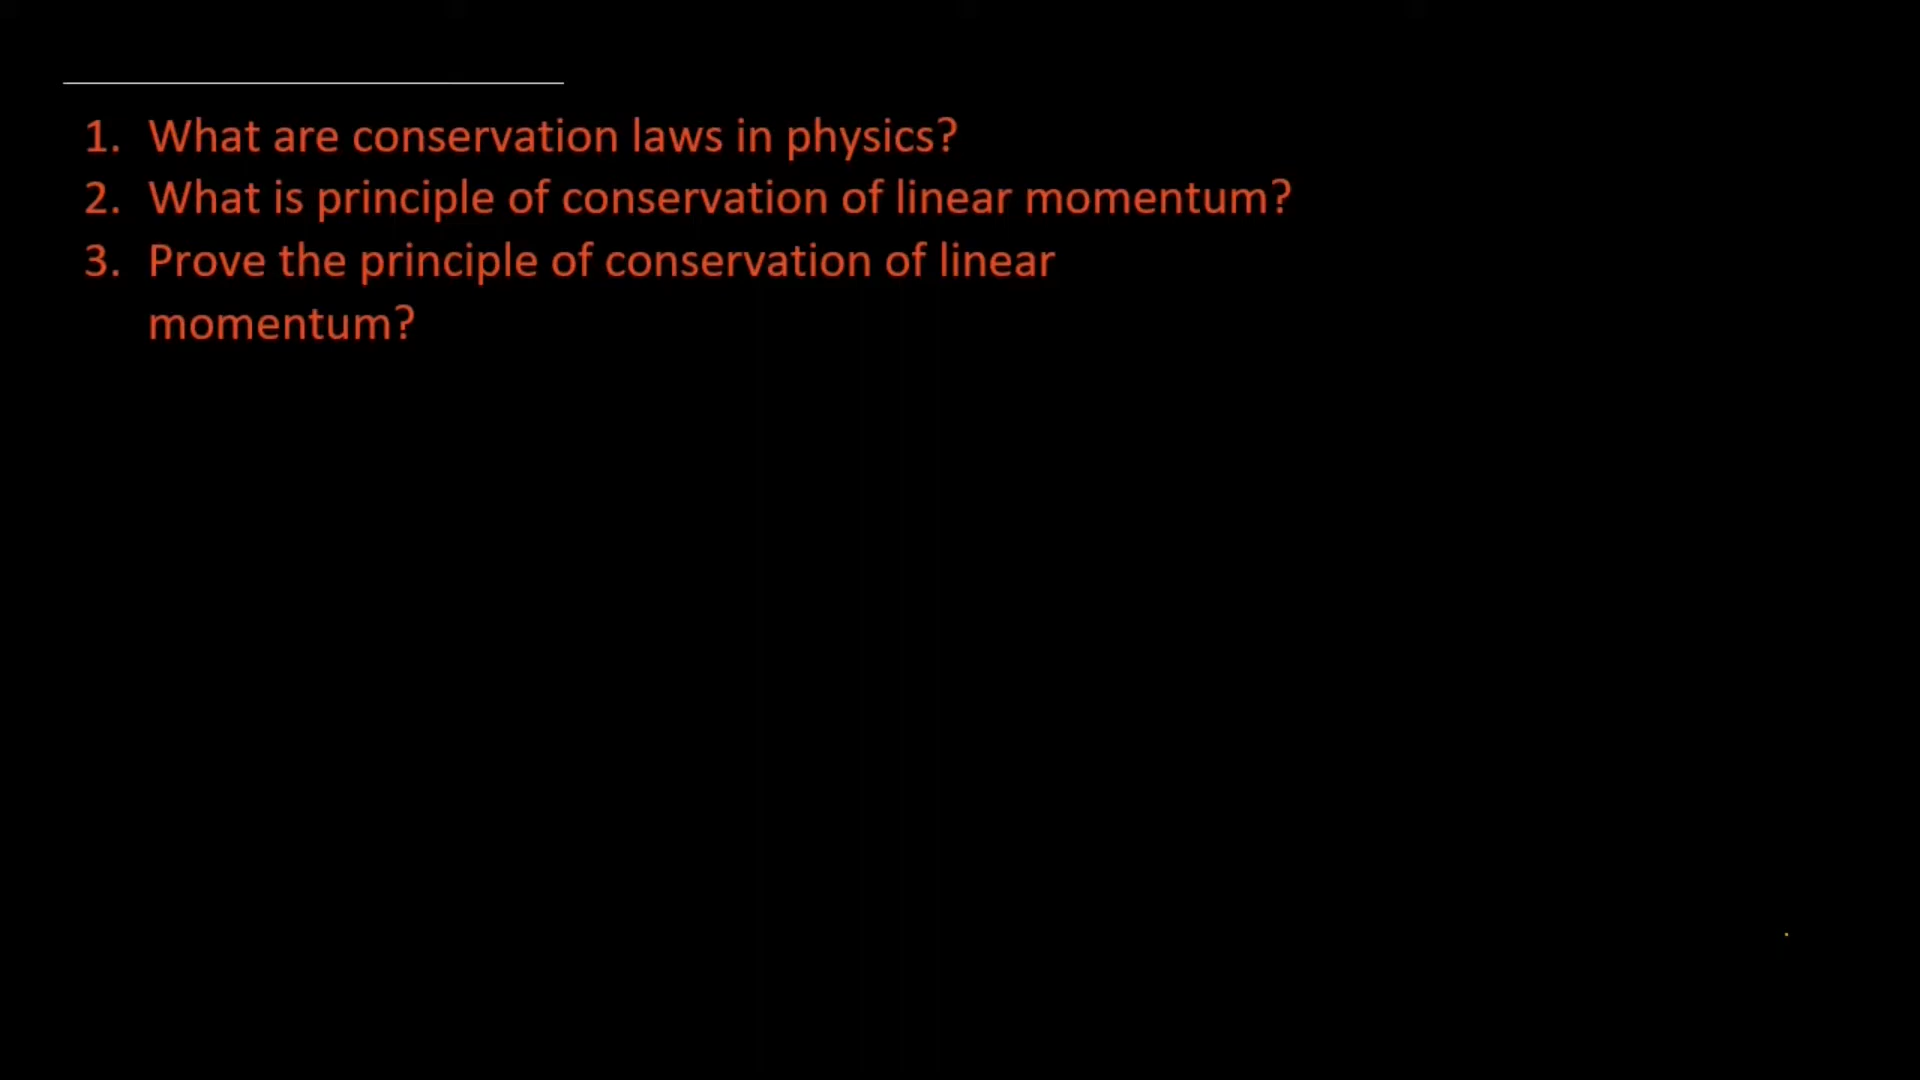 1. What are conservation laws in physics?
2. What is principle of conservation of linear momentum?
3. Prove the principle of conservation of linear
momentum?